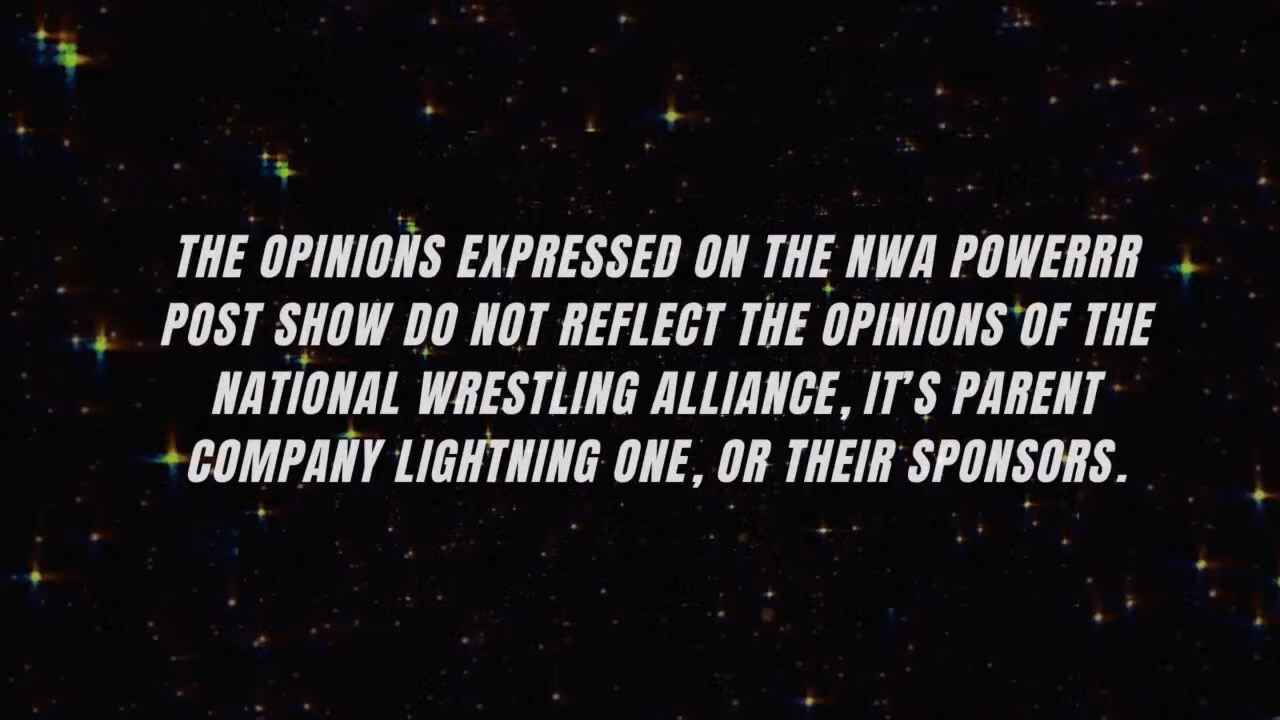 THE OPINIONS EXPRESSED ON THE NWA POWERRR
POST SHOW DO NOT REFLECT THE OPINIONS OF THE
NATIONAL WRESTLING ALLIANCE, IT'S PARENT
COMPANY LIGHTNING ONE, OR THEIR SPONSORS.